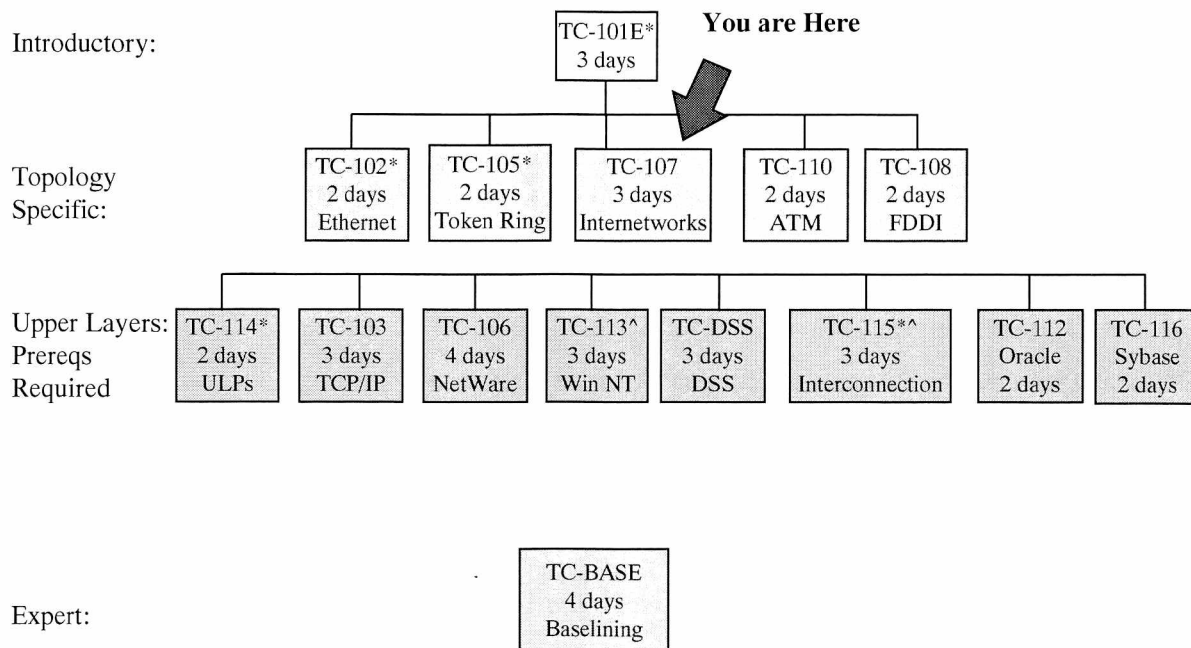 You are Here
Introductory:
TC-101E*
3 days
Topology
Specific:
TC-102*
2 days
Ethernet
TC-105*
2 days
Token Ring
TC-107
3 days
Internetworks
TC-110
2 days
ATM
TC-108
2 days
FDDI
Upper Layers:
Prereqs
Required
TC-114*
2 days
ULPs
TC-103
3 days
TCP/IP
TC-106
4 days
NetWare
TC-113^
3 days
Win NT
TC-DSS
3 days
DSS
TC-115*^
3 days
Interconnection
TC-112
Oracle
2 days
TC-116
Sybase
2 days
Expert:
TC-BASE
4 days
Baselining